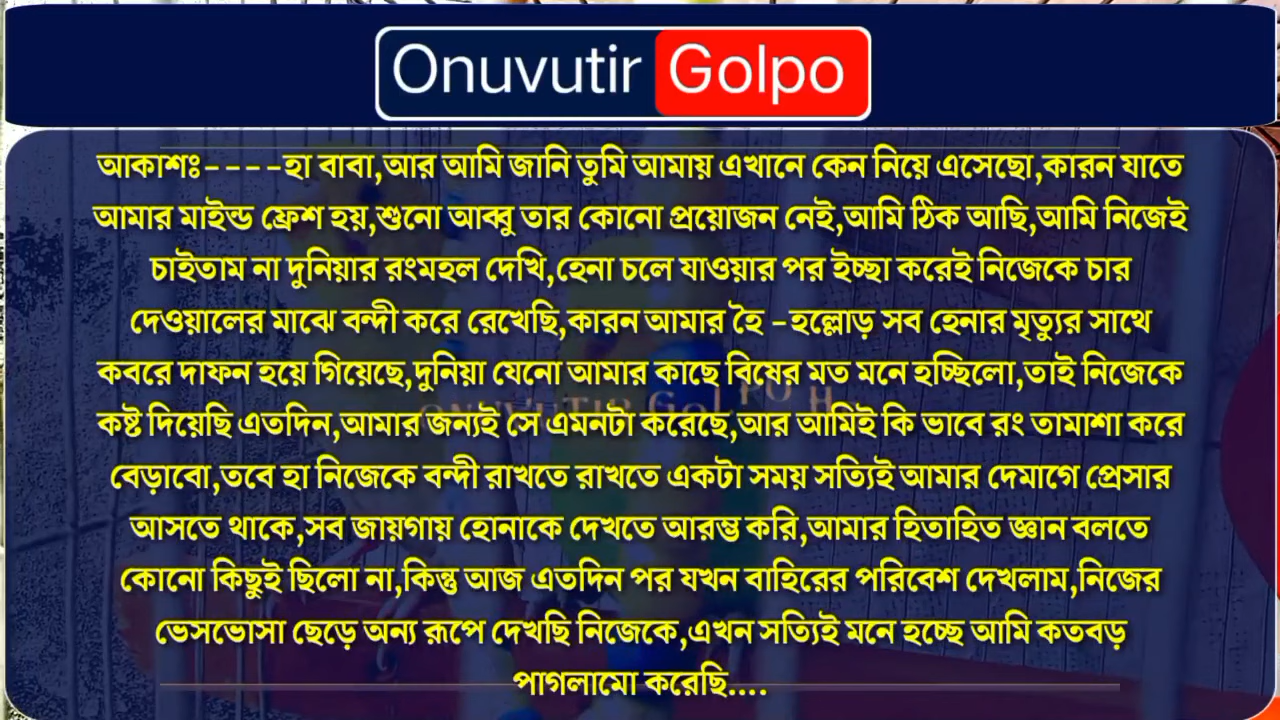 Onuvutir Golpo
আকাশঃ----হা বাবা,আর আমি জানি তুমি আমায় এখানে কেন নিয়ে এসেছো,কারন যাতে
আমার মাইন্ড ফ্রেশ হয়,শুনো আব্বু তার কোনো প্রয়োজন নেই,আমি ঠিক আছি,আমি নিজেই
চাইতাম না দুনিয়ার রংমহল দেখি,হেনা চলে যাওয়ার পর ইচ্ছা করেই নিজেকে চার
দেওয়ালের মাঝে বন্দী করে রেখেছি,কারন আমার হৈ -হল্লোড় সব হেনার মৃত্যুর সাথে
কবরে দাফন হয়ে গিয়েছে,দুনিয়া যেনো আমার কাছে বিষের মত মনে হচ্ছিলো,তাই নিজেকে
কষ্ট দিয়েছি এতদিন,আমার জন্যই সে এমনটা করেছে,আর আমিই কি ভাবে রং তামাশা করে
বেড়াবো,তবে হা নিজেকে বন্দী রাখতে রাখতে একটা সময় সত্যিই আমার দেমাগে প্রেসার
আসতে থাকে,সব জায়গায় হোনাকে দেখতে আরম্ভ করি,আমার হিতাহিত জ্ঞান বলতে
কোনো কিছুই ছিলো না,কিন্তু আজ এতদিন পর যখন বাহিরের পরিবেশ দেখলাম,নিজের
ভেসভোসা ছেড়ে অন্য রূপে দেখছি নিজেকে,এখন সত্যিই মনে হচ্ছে আমি কতবড়
পাগলামো করেছি....
ONUVUTIR GOLPO H